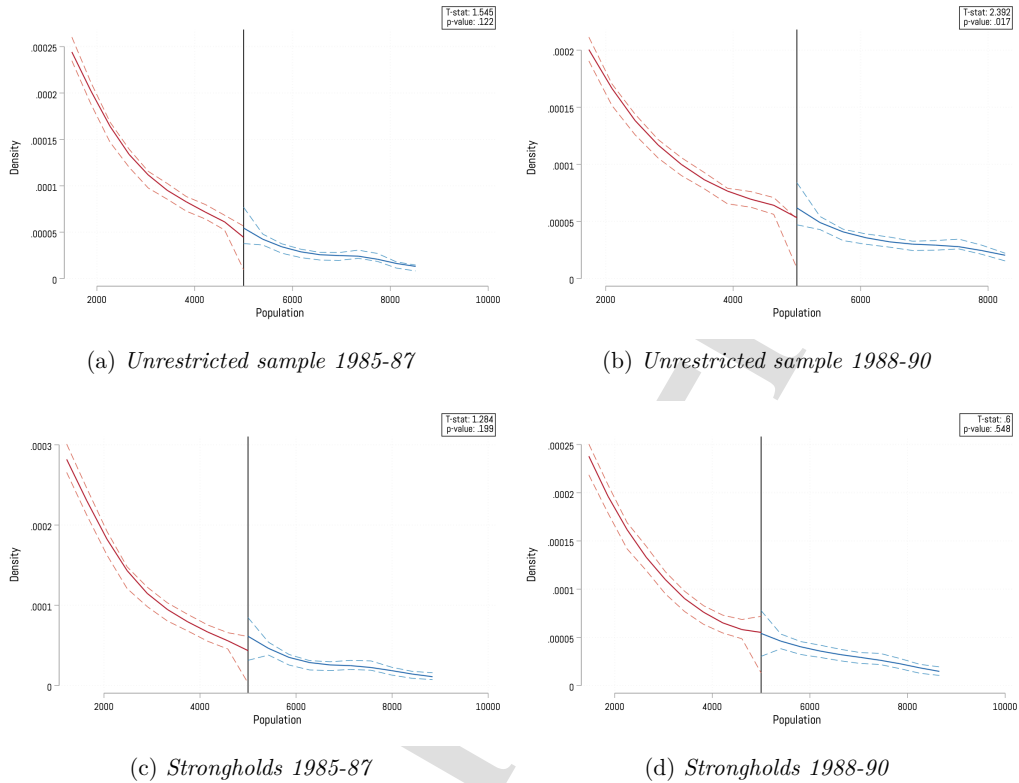 T-stat: 1.545
p-value: .122
.00025
.0002
.00015
.0001
.00005
0
Density
2000 4000 6000 8000 10000
Population
(a) Unrestricted sample 1985-87
T-stat: 2.392
p-value: .017
.0002
.00015
.0001
.00005
0
Density
2000 4000 6000 8000
Population
(b) Unrestricted sample 1988-90
T-stat: 1.284
p-value: .199
.0003
.0002
.0001
0
Density
2000 4000 6000 8000 10000
Population
(c) Strongholds 1985-87
T-stat: .6
p-value: .548
.00025
.0002
.00015
.0001
.00005
0
Density
2000 4000 6000 8000 10000
Population
(d) Strongholds 1988-90